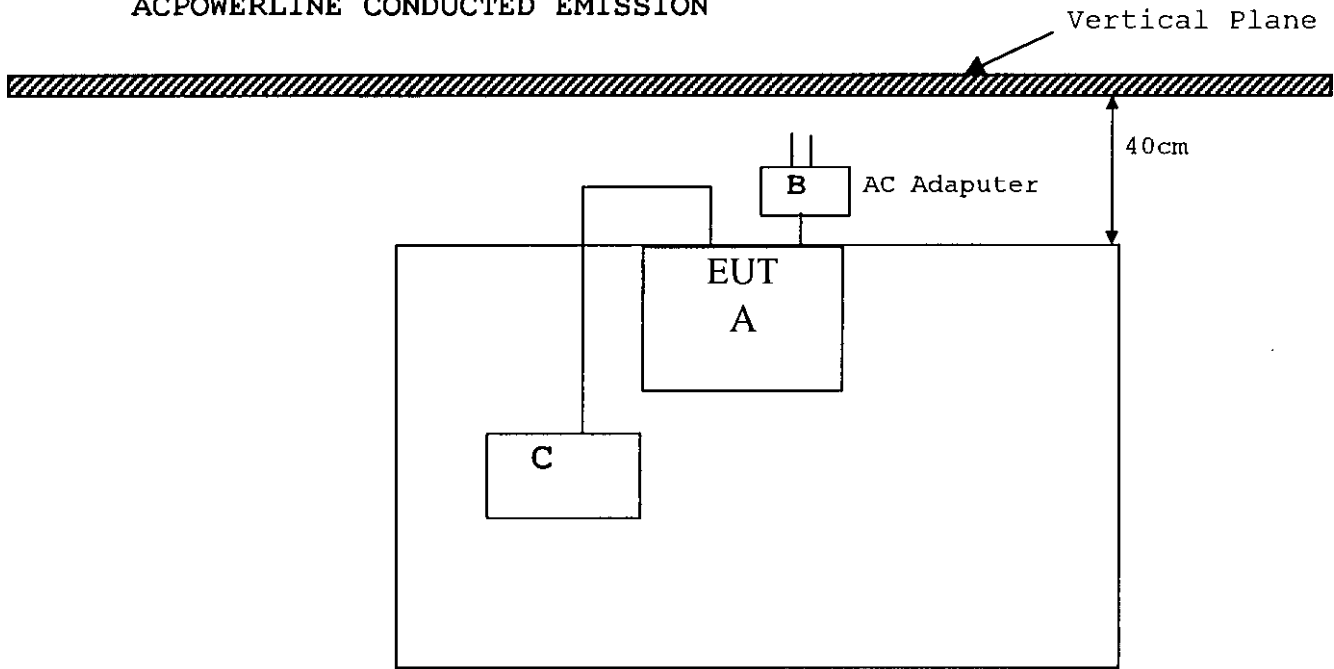 ACPOWERLINE CONDUCTED EMISSION
Vertical Plane
40cm
B
AC Adaputer
EUT
A
C